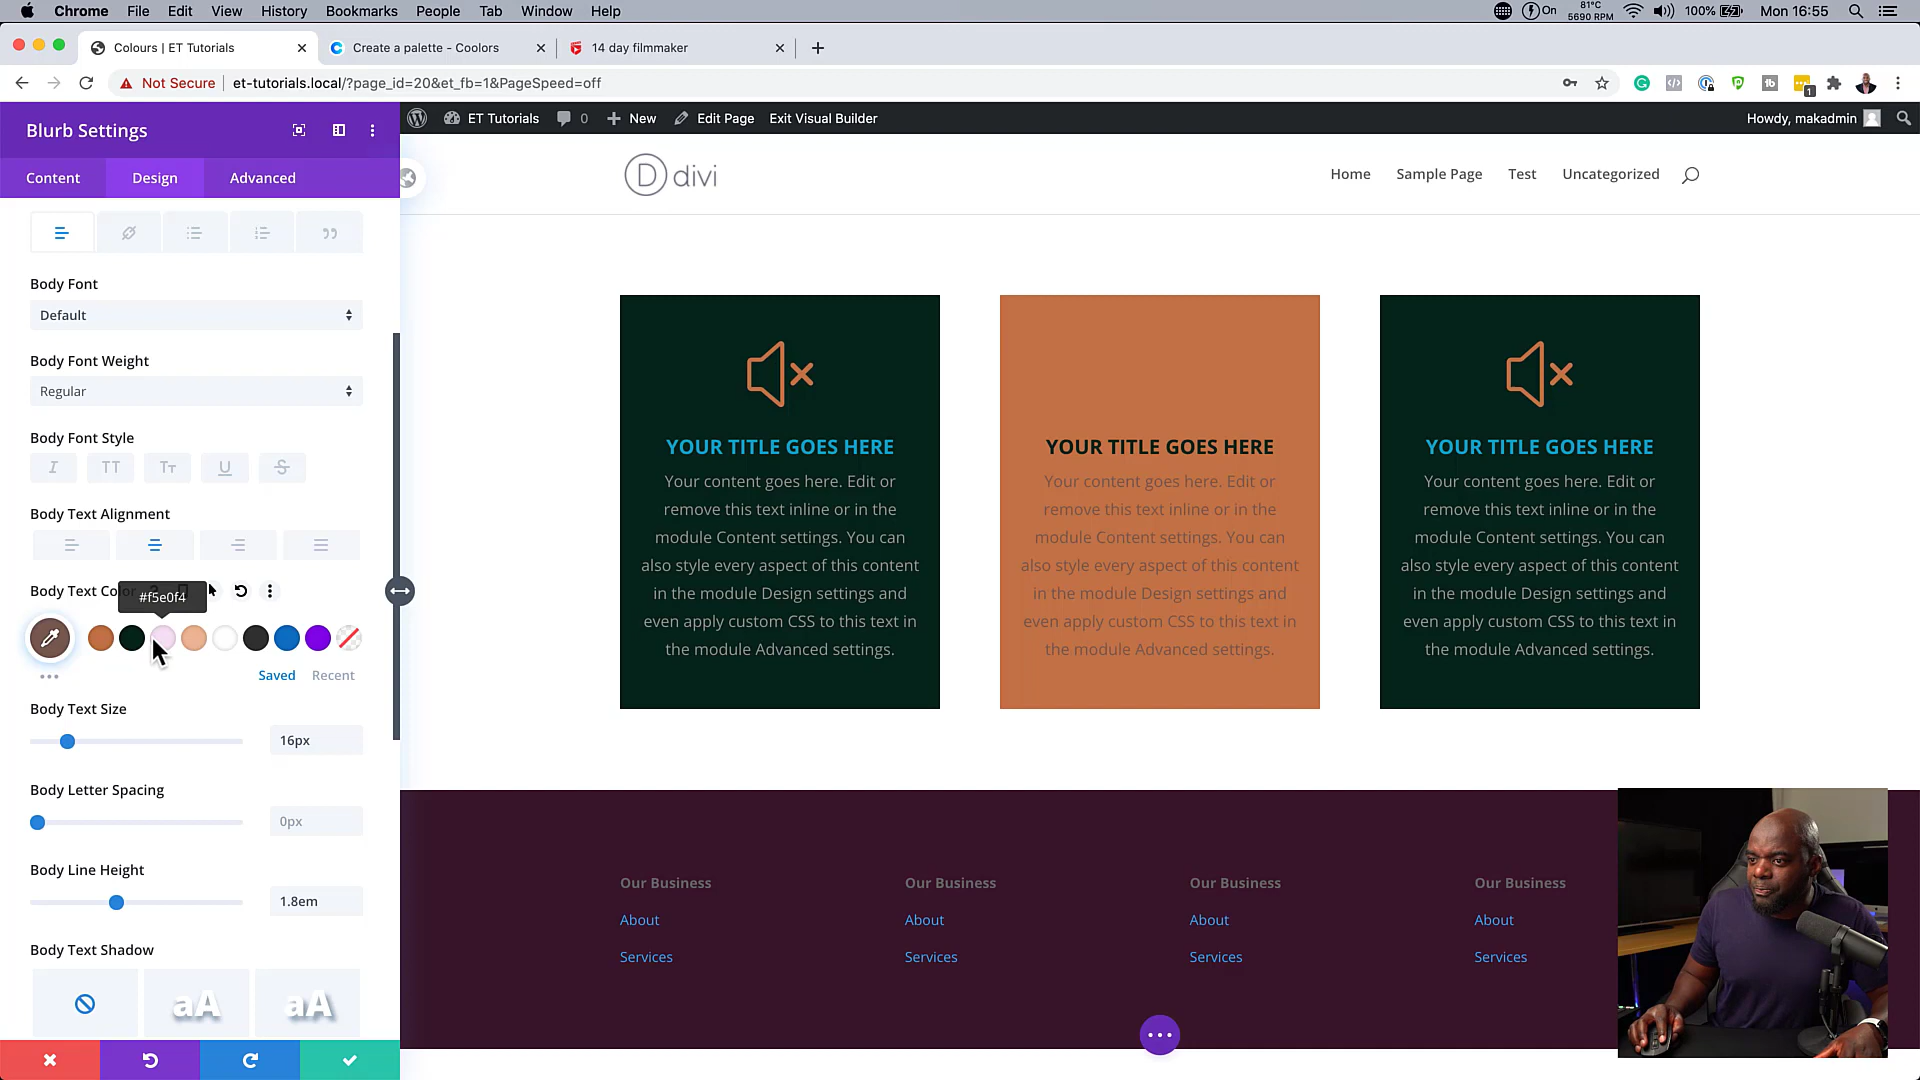 Chrome File Edit View History Bookmarks People Tab Window Help
On 81°C 5690 RPM 100% Mon 16:55
Colours | ET Tutorials
Create a palette - Coolors
14 day filmmaker
Not Secure et-tutorials.local/?page_id=20&et_fb=1&PageSpeed=off
1
ET Tutorials 0 New Edit Page Exit Visual Builder
Howdy, makadmin
Blurb Settings
Content Design Advanced
Body Font
Default
Body Font Weight
Regular
Body Font Style
I TT Tт U S
Body Text Alignment
Body Text Color
#f5e0f4
Saved Recent
Body Text Size
16px
Body Letter Spacing
0px
Body Line Height
1.8em
Body Text Shadow
aA aA
D divi
Home Sample Page Test Uncategorized
YOUR TITLE GOES HERE
Your content goes here. Edit or
remove this text inline or in the
module Content settings. You can
also style every aspect of this content
in the module Design settings and
even apply custom CSS to this text in
the module Advanced settings.
YOUR TITLE GOES HERE
Your content goes here. Edit or
remove this text inline or in the
module Content settings. You can
also style every aspect of this content
in the module Design settings and
even apply custom CSS to this text in
the module Advanced settings.
YOUR TITLE GOES HERE
Your content goes here. Edit or
remove this text inline or in the
module Content settings. You can
also style every aspect of this content
in the module Design settings and
even apply custom CSS to this text in
the module Advanced settings.
Our Business Our Business Our Business Our Business
About About About About
Services Services Services Services